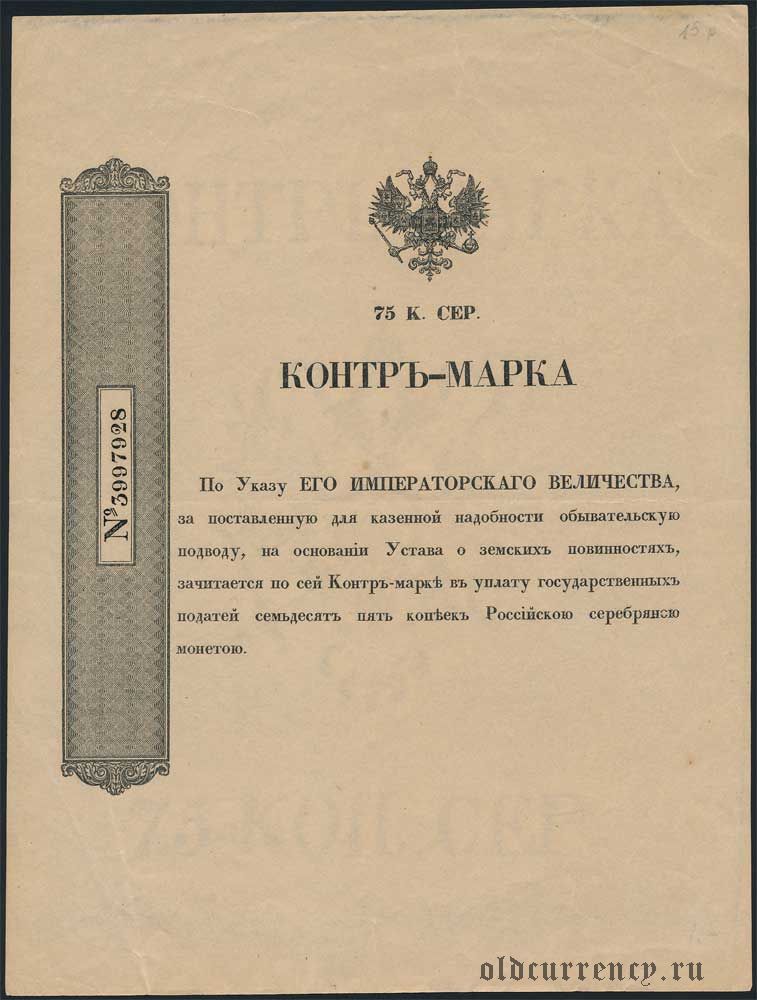 75 К. СЕР.
КОНТРЪ-МАРКА
№ 3997928
По Указу ЕГО ИМПЕРАТОРСКАГО ВЕЛИЧЕСТВА,
за поставленную для казенной надобности обывательскую
подводу, на основаніи Устава о земскихъ повинностяхъ,
зачитается по сей Контръ-маркѣ въ уплату государственныхъ
податей семьдесятъ пять копѣекъ Россійскою серебряною
монетою.
oldcurrency.ru